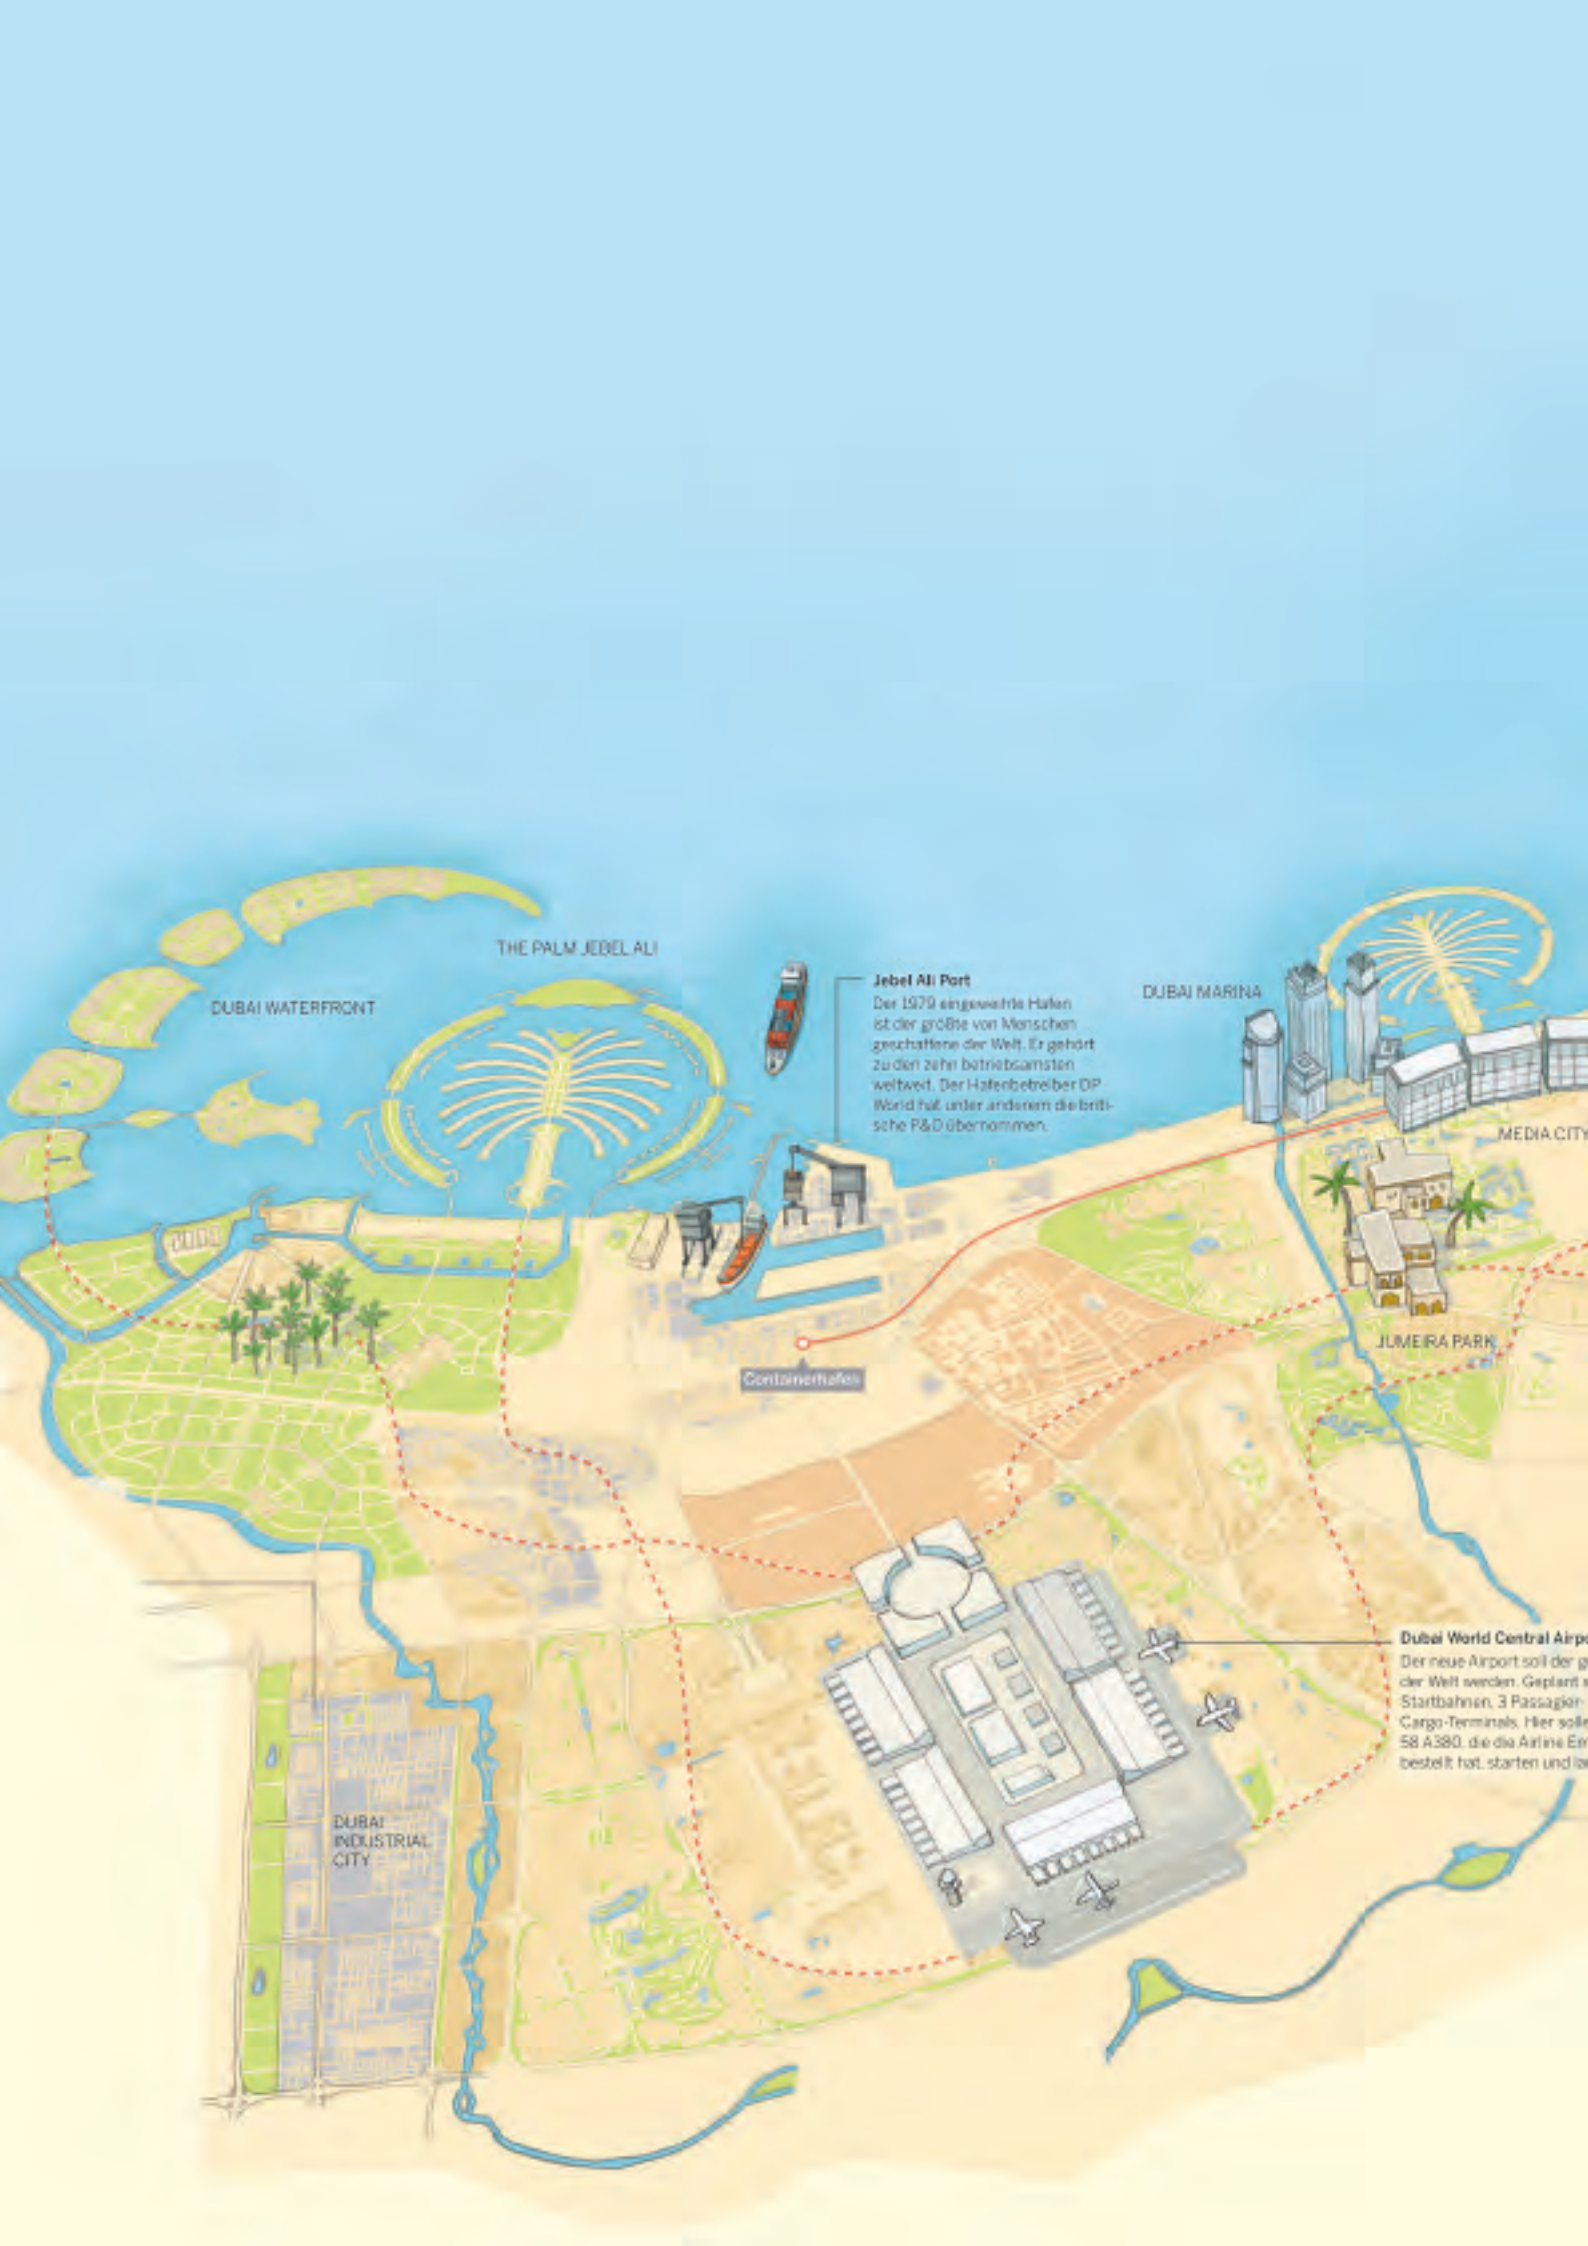 THE PALM JEBEL ALI
DUBAI WATERFRONT
Jebel Ali Port
Der 1979 eingeweihte Hafen
ist der größte von Menschen
geschaffene der Welt. Er gehört
zu den zehn betriebsamsten
weltweit. Der Hafenbetreiber DP
World hat unter anderem die briti-
sche P&O übernommen.
DUBAI MARINA
MEDIA CITY
JUMEIRA PARK
Containerhafen
Dubai World Central Airpo
Der neue Airport soll der g
der Welt werden. Geplant s
Startbahnen, 3 Passagier-
Cargo-Terminals. Hier solle
58 A380, die die Airline Em
bestellt hat, starten und la
DUBAI
INDUSTRIAL
CITY